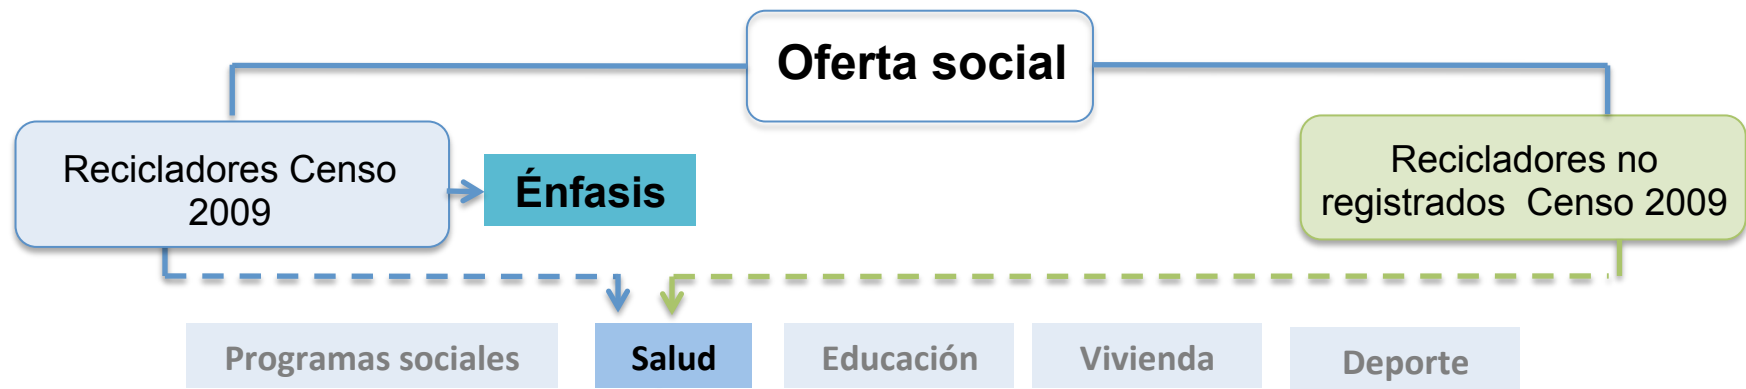 Oferta social
Recicladores Censo
2009
Énfasis
Recicladores no
registrados Censo 2009
Programas sociales
Salud
Educación
Vivienda
Deporte